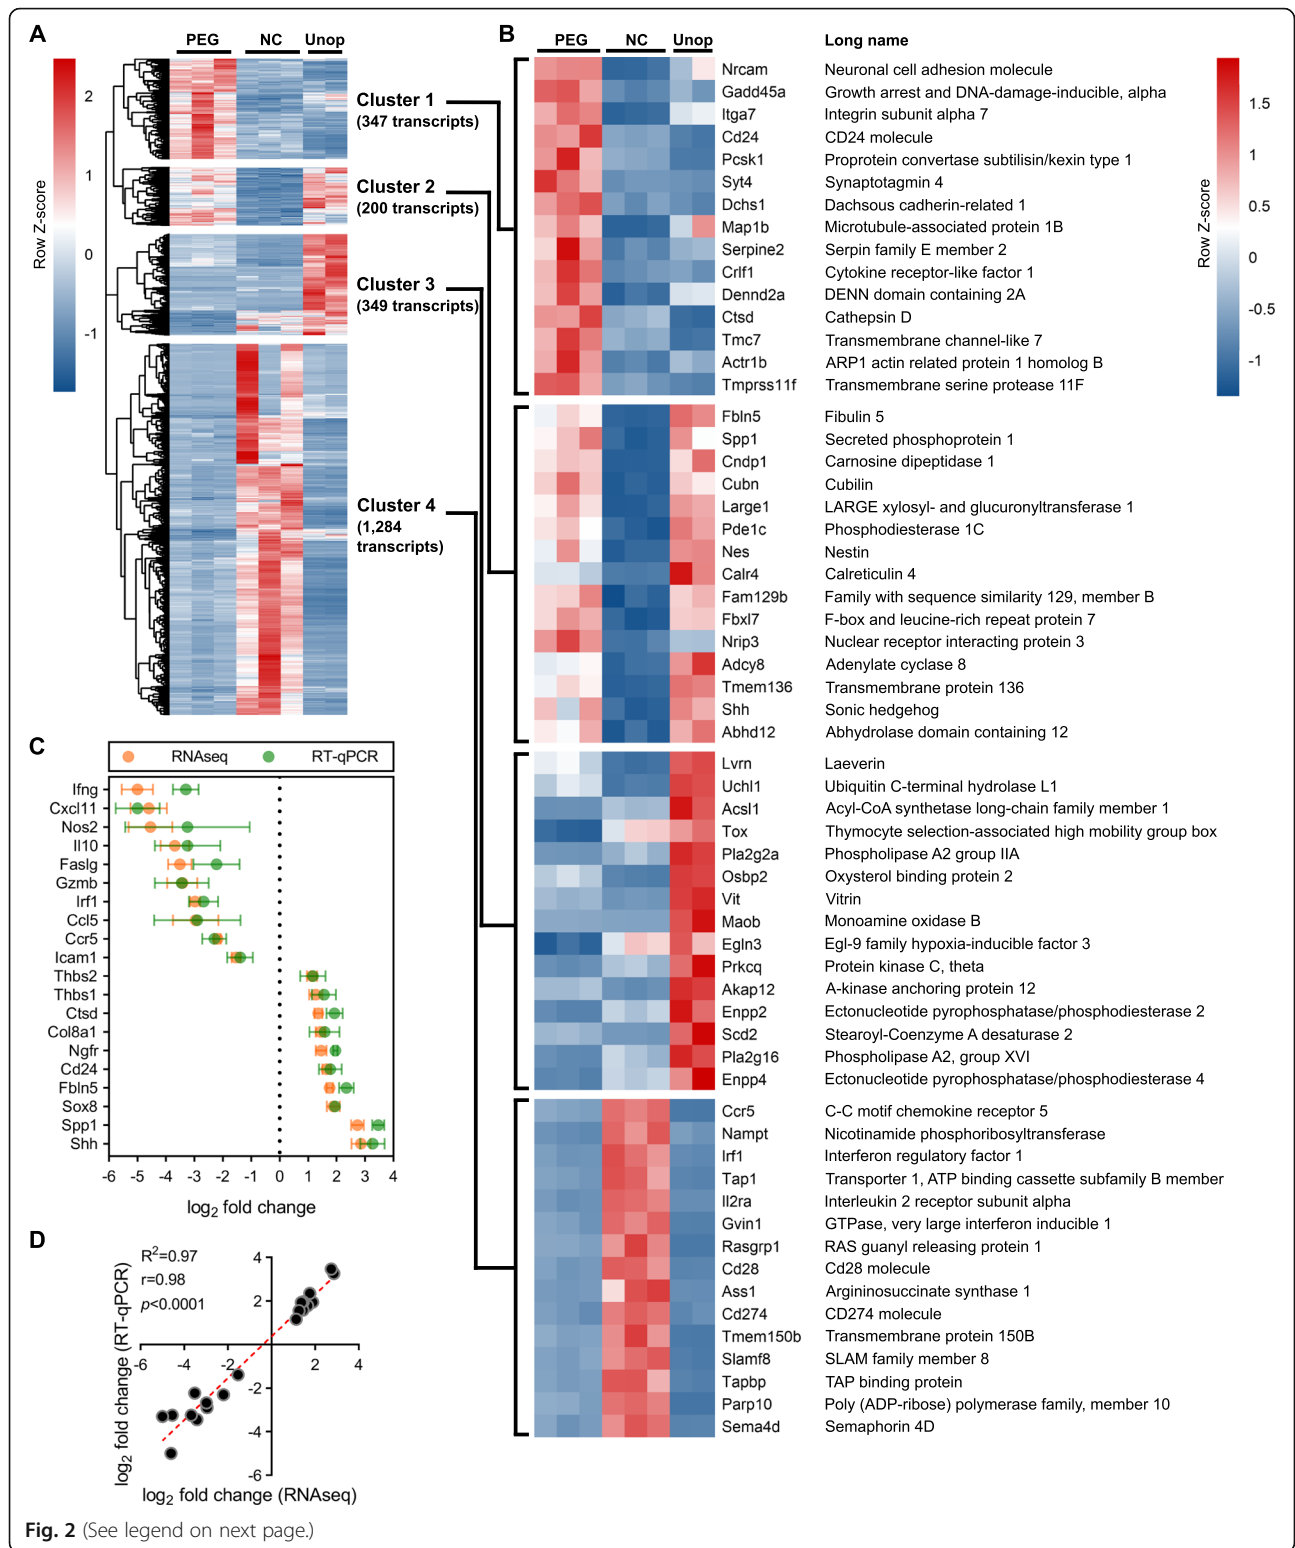 A
PEG NC Unop
Row Z-score
2
1
0
-1
Cluster 1
(347 transcripts)
Cluster 2
(200 transcripts)
Cluster 3
(349 transcripts)
Cluster 4
(1,284
transcripts)
B
PEG NC Unop Long name
Nrcam Neuronal cell adhesion molecule
Gadd45a Growth arrest and DNA-damage-inducible, alpha
Itga7 Integrin subunit alpha 7
Cd24 CD24 molecule
Pcsk1 Proprotein convertase subtilisin/kexin type 1
Syt4 Synaptotagmin 4
Dchs1 Dachsous cadherin-related 1
Map1b Microtubule-associated protein 1B
Serpine2 Serpin family E member 2
Crlf1 Cytokine receptor-like factor 1
Dennd2a DENN domain containing 2A
Ctsd Cathepsin D
Tmc7 Transmembrane channel-like 7
Actr1b ARP1 actin related protein 1 homolog B
Tmprss11f Transmembrane serine protease 11F
Fbln5 Fibulin 5
Spp1 Secreted phosphoprotein 1
Cndp1 Carnosine dipeptidase 1
Cubn Cubilin
Large1 LARGE xylosyl- and glucuronyltransferase 1
Pde1c Phosphodiesterase 1C
Nes Nestin
Calr4 Calreticulin 4
Fam129b Family with sequence similarity 129, member B
Fbxl7 F-box and leucine-rich repeat protein 7
Nrip3 Nuclear receptor interacting protein 3
Adcy8 Adenylate cyclase 8
Tmem136 Transmembrane protein 136
Shh Sonic hedgehog
Abhd12 Abhydrolase domain containing 12
Lvrn Laeverin
Uchl1 Ubiquitin C-terminal hydrolase L1
Acsl1 Acyl-CoA synthetase long-chain family member 1
Tox Thymocyte selection-associated high mobility group box
Pla2g2a Phospholipase A2 group IIA
Osbp2 Oxysterol binding protein 2
Vit Vitrin
Maob Monoamine oxidase B
Egln3 Egl-9 family hypoxia-inducible factor 3
Prkcq Protein kinase C, theta
Akap12 A-kinase anchoring protein 12
Enpp2 Ectonucleotide pyrophosphatase/phosphodiesterase 2
Scd2 Stearoyl-Coenzyme A desaturase 2
Pla2g16 Phospholipase A2, group XVI
Enpp4 Ectonucleotide pyrophosphatase/phosphodiesterase 4
Ccr5 C-C motif chemokine receptor 5
Nampt Nicotinamide phosphoribosyltransferase
Irf1 Interferon regulatory factor 1
Tap1 Transporter 1, ATP binding cassette subfamily B member
Il2ra Interleukin 2 receptor subunit alpha
Gvin1 GTPase, very large interferon inducible 1
Rasgrp1 RAS guanyl releasing protein 1
Cd28 Cd28 molecule
Ass1 Argininosuccinate synthase 1
Cd274 CD274 molecule
Tmem150b Transmembrane protein 150B
Slamf8 SLAM family member 8
Tapbp TAP binding protein
Parp10 Poly (ADP-ribose) polymerase family, member 10
Sema4d Semaphorin 4D
Row Z-score
1.5
1
0.5
0
-0.5
-1
C
RNAseq RT-qPCR
Ifng
Cxcl11
Nos2
Il10
Faslg
Gzmb
Irf1
Ccl5
Ccr5
Icam1
Thbs2
Thbs1
Ctsd
Col8a1
Ngfr
Cd24
Fbln5
Sox8
Spp1
Shh
-6 -5 -4 -3 -2 -1 0 1 2 3 4
log2 fold change
D
R2=0.97
r=0.98
p<0.0001
log2 fold change (RT-qPCR)
4
2
-2
-4
-6
-6 -4 -2 2 4
log2 fold change (RNAseq)
Fig. 2 (See legend on next page.)